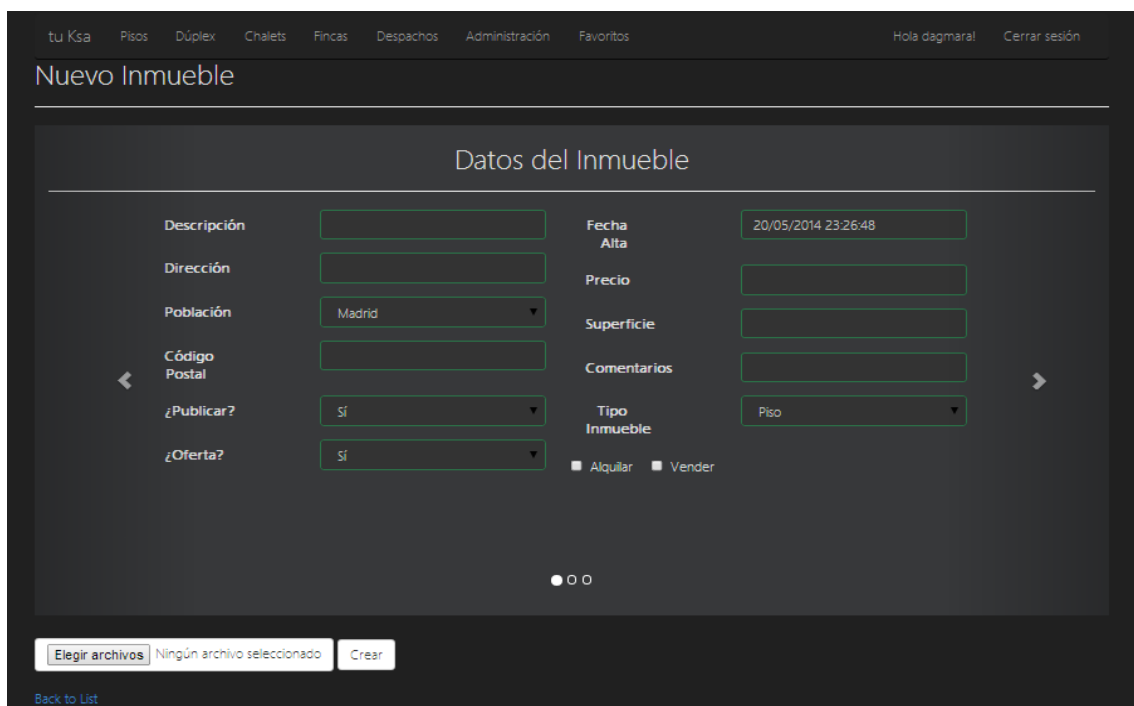 tu Ksa Pisos Dúplex Chalets Fincas Despachos Administración Favoritos Hola dagmara! Cerrar sesión
Nuevo Inmueble
Datos del Inmueble
Descripción
Dirección
Población Madrid
Código
Postal
¿Publicar? Sí
¿Oferta? Sí
Fecha
Alta
20/05/2014 23:26:48
Precio
Superficie
Comentarios
Tipo
Inmueble
Piso
Alquilar Vender
Elegir archivos Ningún archivo seleccionado Crear
Back to List